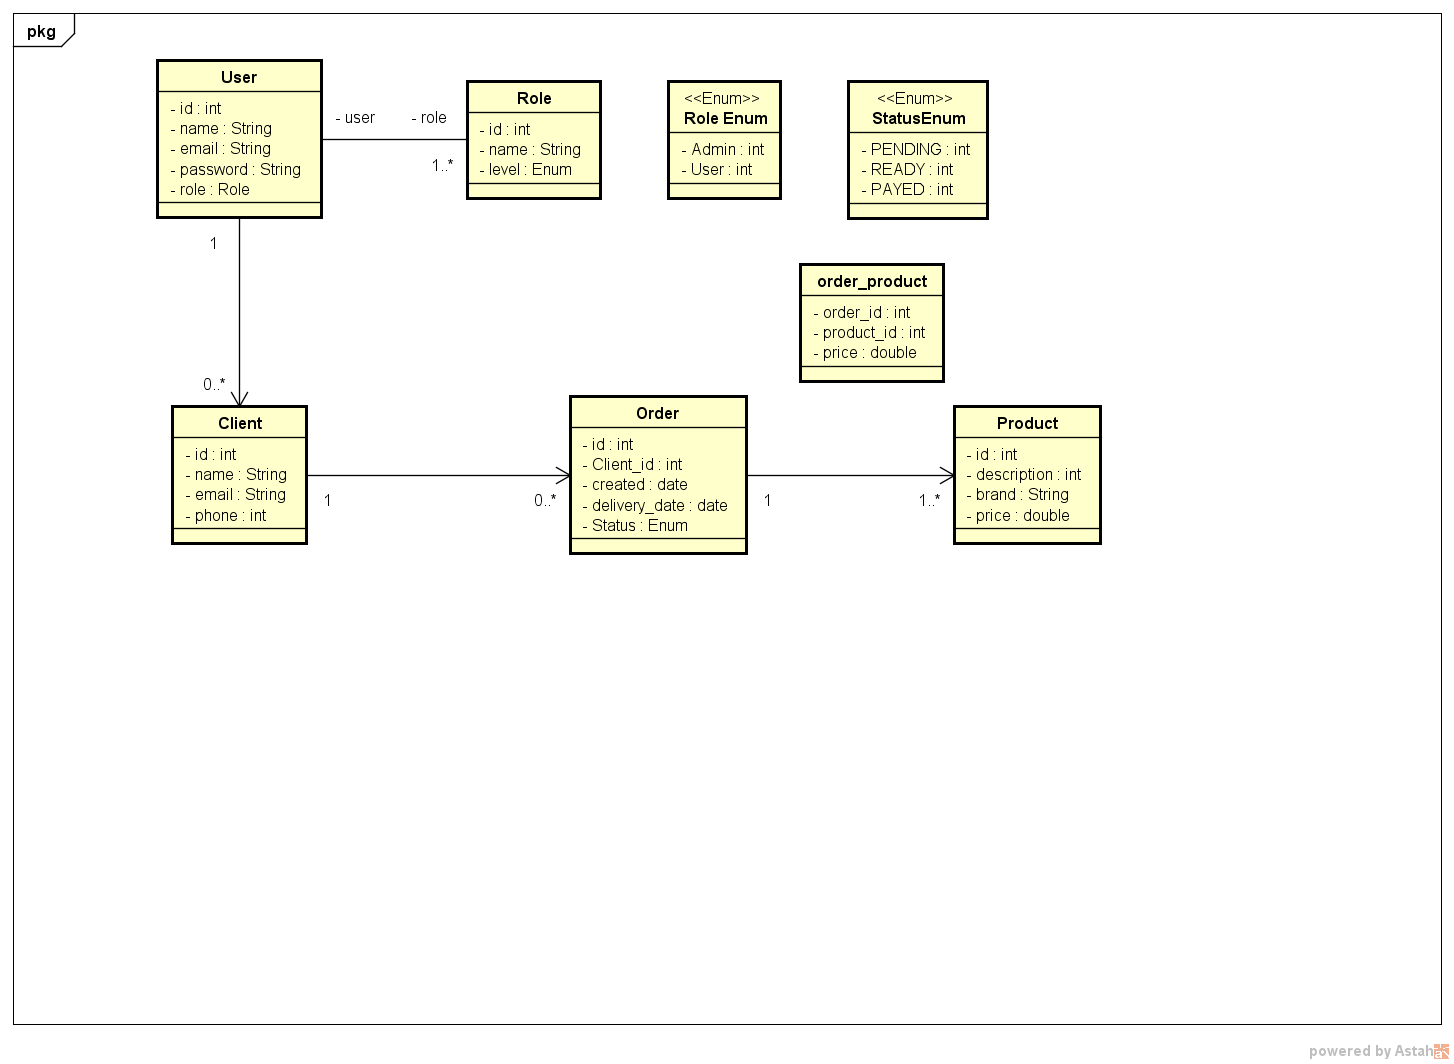 pkg
User
- id : int
- name : String
- email : String
- password : String
- role : Role
- user
- role
1..*
Role
- id : int
- name : String
- level : Enum
<<Enum>>
Role Enum
- Admin : int
- User : int
<<Enum>>
StatusEnum
- PENDING : int
- READY : int
- PAYED : int
1
0..*
order_product
- order_id : int
- product_id : int
- price : double
Client
- id : int
- name : String
- email : String
- phone : int
1
0..*
Order
- id : int
- Client_id : int
- created : date
- delivery_date : date
- Status : Enum
1
1..*
Product
- id : int
- description : int
- brand : String
- price : double
powered by Astah